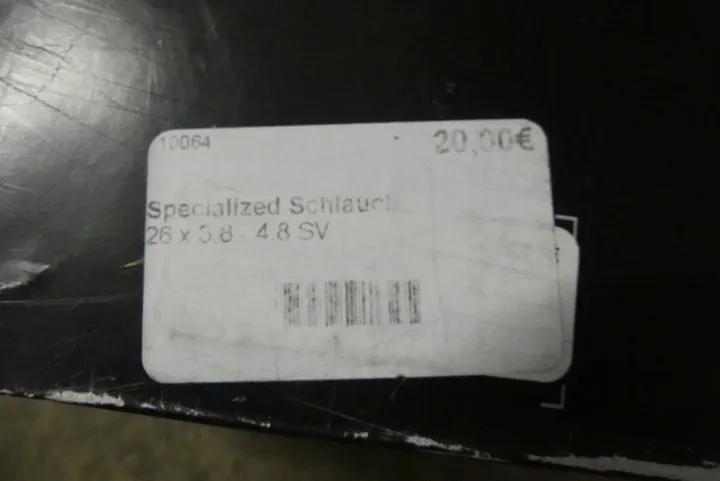 10064 20,00€
Specialized Schlauch
26 x 3.8 - 4.8 SV